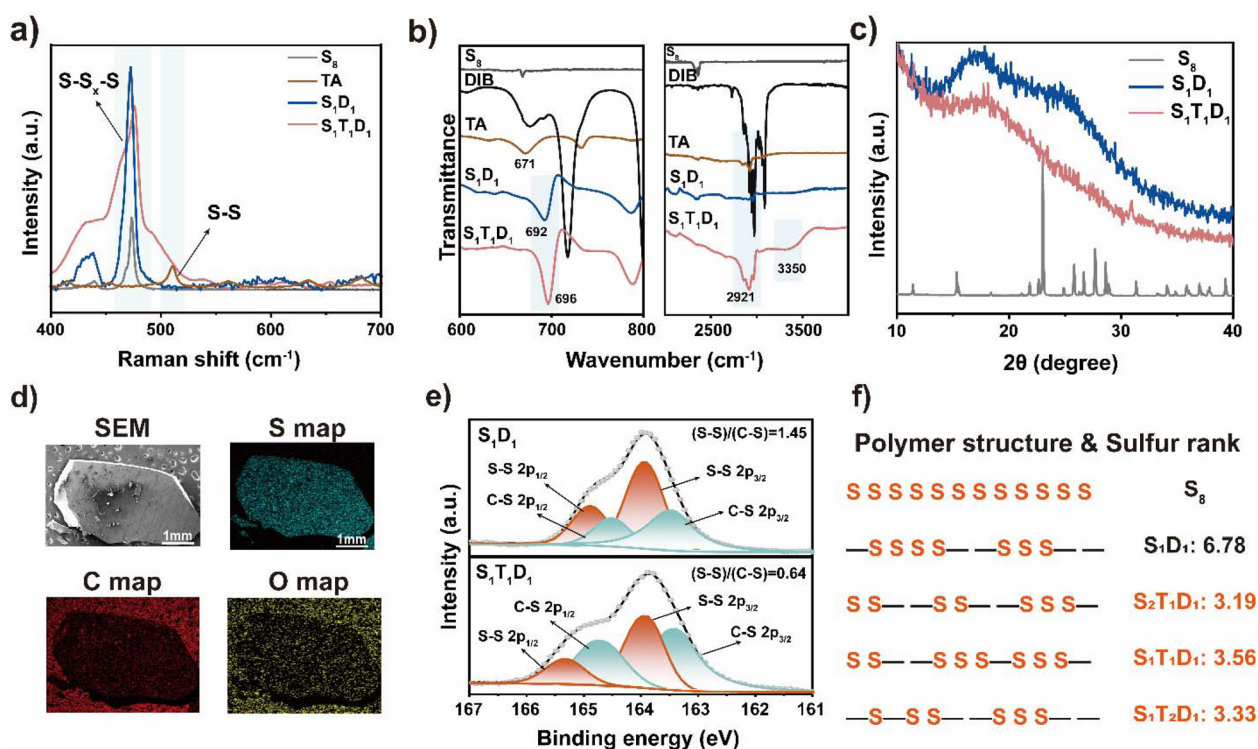 a)
S-Sₓ-S
S-S
S₈
TA
S₁D₁
S₁T₁D₁
Intensity (a.u.)
400
500
600
700
Raman shift (cm⁻¹)
b)
S₈
DIB
TA
671
S₁D₁
692
S₁T₁D₁
696
Transmittance
600
700
800
S₈
DIB
TA
S₁D₁
S₁T₁D₁
2921
3350
2500
3500
Wavenumber (cm⁻¹)
c)
S₈
S₁D₁
S₁T₁D₁
Intensity (a.u.)
10
20
30
40
2θ (degree)
d)
SEM
1mm
S map
1mm
C map
O map
e)
S₁D₁
(S-S)/(C-S)=1.45
S-S 2p₁/₂
S-S 2p₃/₂
C-S 2p₁/₂
C-S 2p₃/₂
S₁T₁D₁
(S-S)/(C-S)=0.64
C-S 2p₁/₂
S-S 2p₃/₂
S-S 2p₁/₂
C-S 2p₃/₂
Intensity (a.u.)
167
166
165
164
163
162
161
Binding energy (eV)
f)
Polymer structure & Sulfur rank
S S S S S S S S S S S S S₈
—S S S S— —S S S— — S₁D₁: 6.78
S S— —S S— —S S S— S₂T₁D₁: 3.19
S S— —S S S—S S S— S₁T₁D₁: 3.56
—S—S S— —S S S— — S₁T₂D₁: 3.33